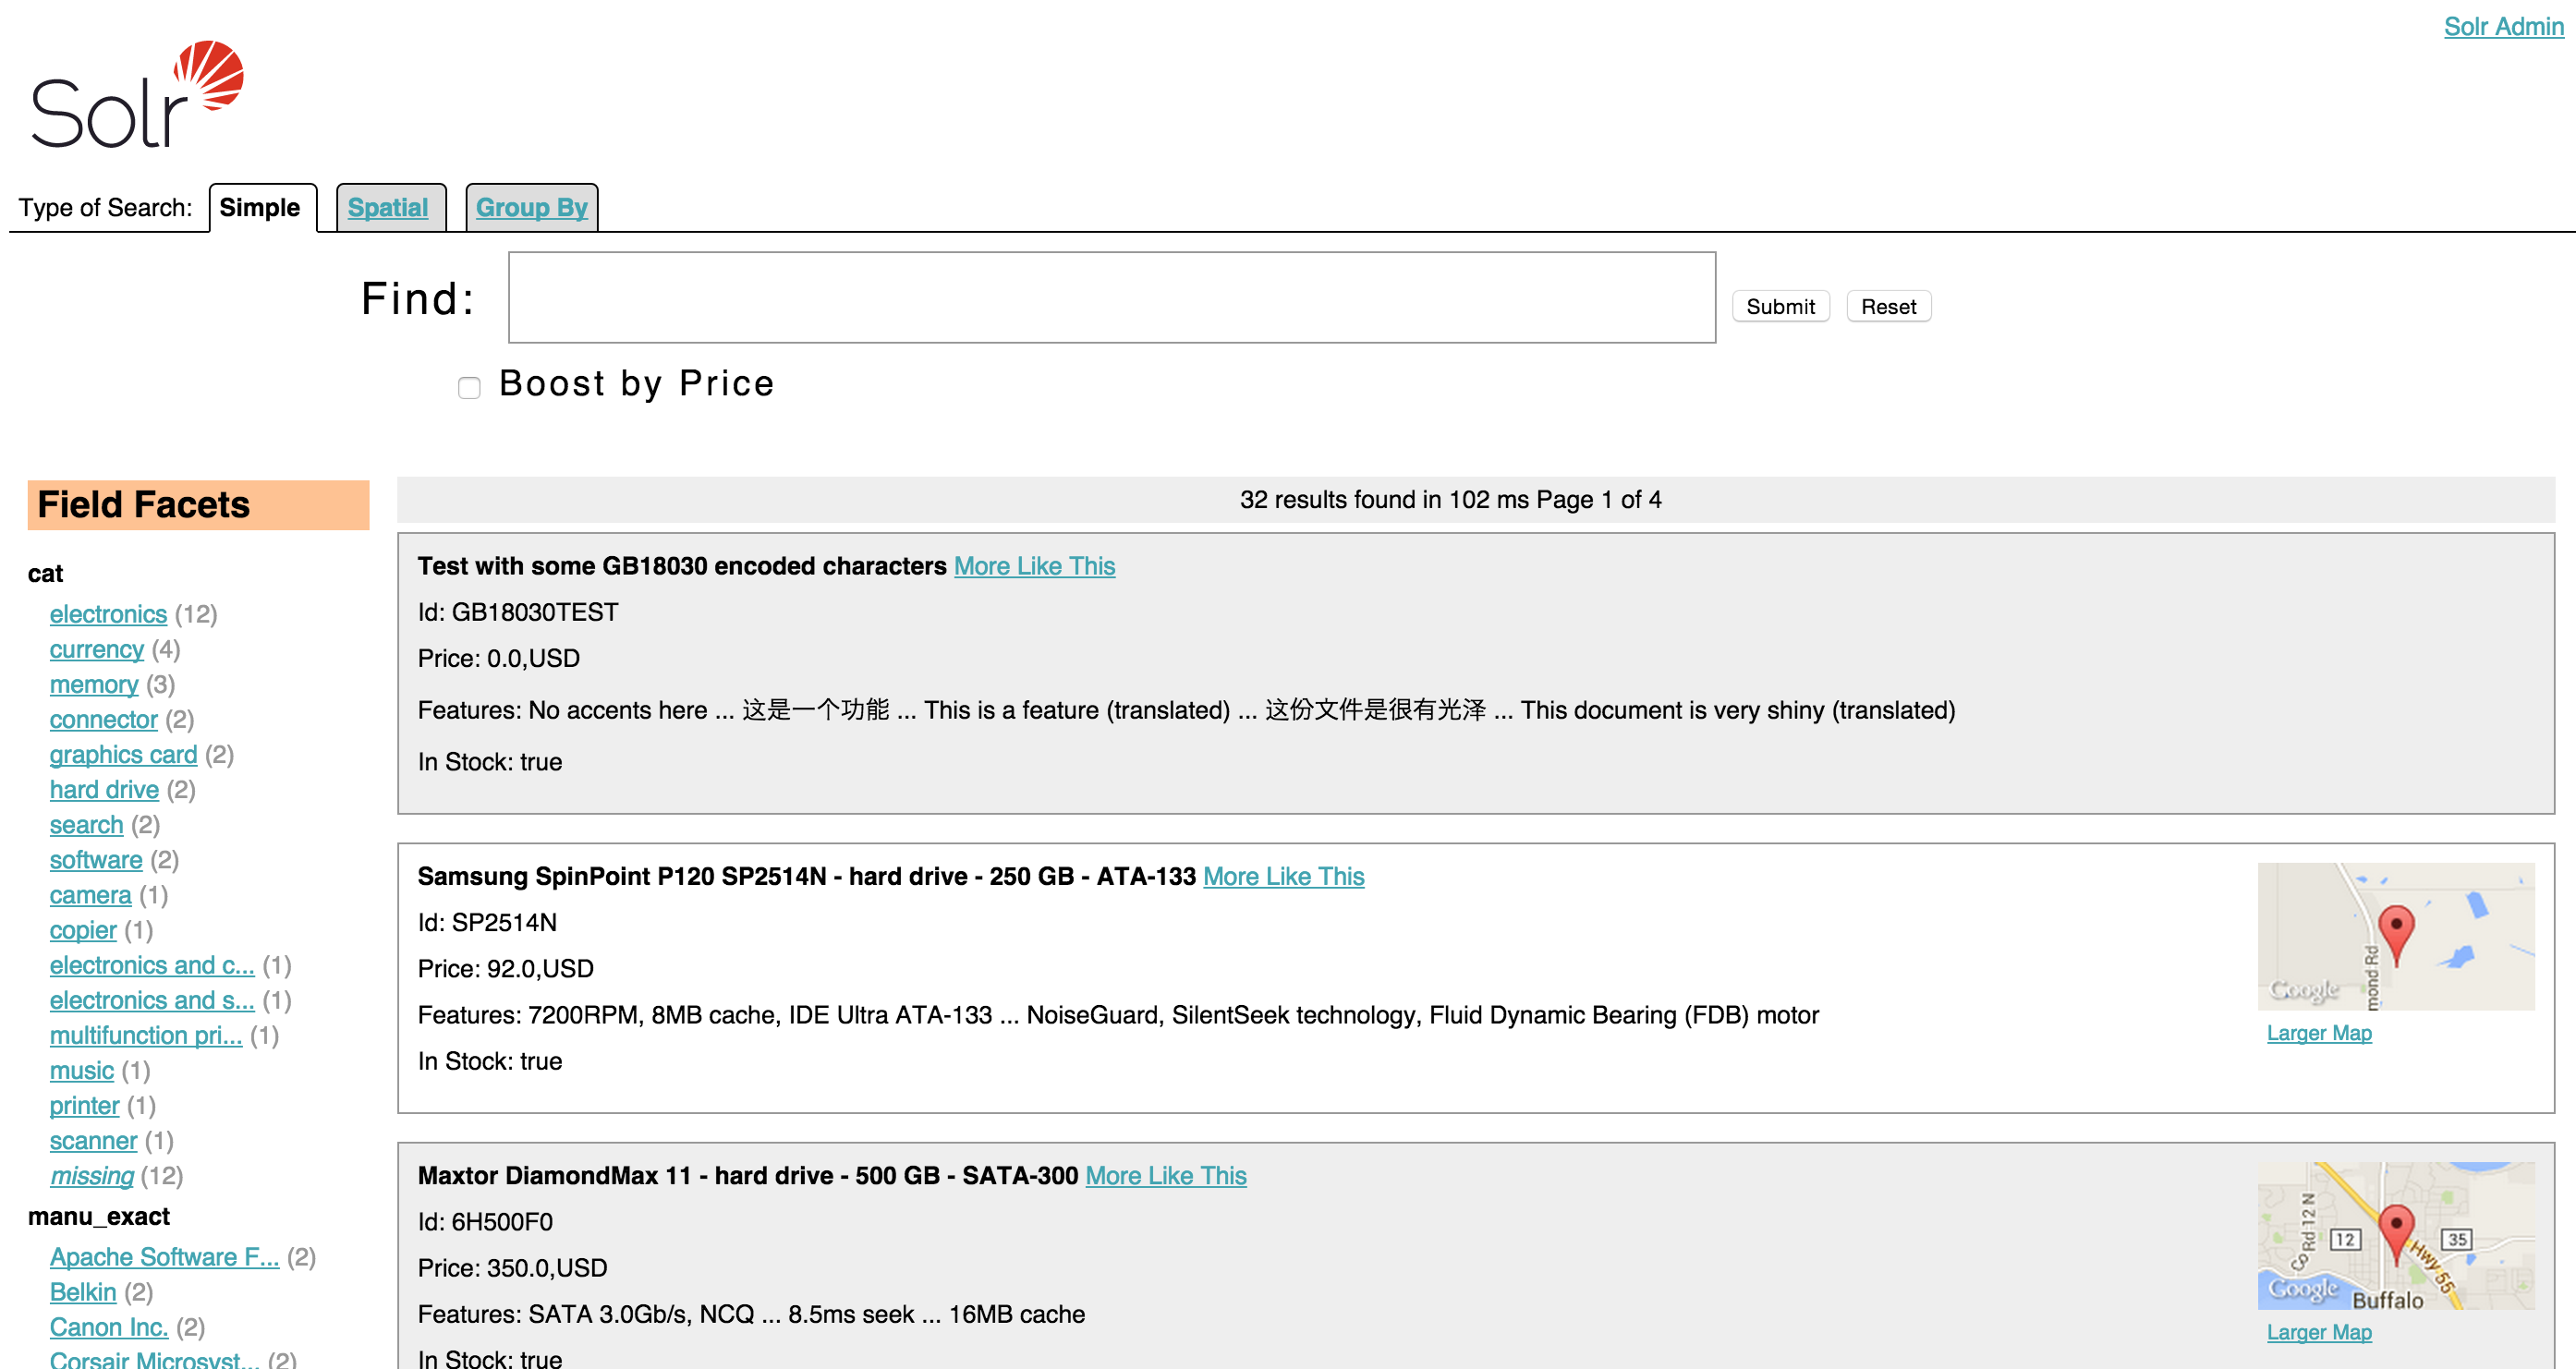 Solr Admin
Solr
Type of Search: Simple Spatial Group By
Find: Submit Reset
Boost by Price
Field Facets
cat
electronics (12)
currency (4)
memory (3)
connector (2)
graphics card (2)
hard drive (2)
search (2)
software (2)
camera (1)
copier (1)
electronics and c... (1)
electronics and s... (1)
multifunction pri... (1)
music (1)
printer (1)
scanner (1)
missing (12)
manu_exact
Apache Software F... (2)
Belkin (2)
Canon Inc. (2)
Corsair Microsyst... (2)
32 results found in 102 ms Page 1 of 4
Test with some GB18030 encoded characters More Like This
Id: GB18030TEST
Price: 0.0,USD
Features: No accents here ... 这是一个功能 ... This is a feature (translated) ... 这份文件是很有光泽 ... This document is very shiny (translated)
In Stock: true
Samsung SpinPoint P120 SP2514N - hard drive - 250 GB - ATA-133 More Like This
Id: SP2514N
Price: 92.0,USD
Features: 7200RPM, 8MB cache, IDE Ultra ATA-133 ... NoiseGuard, SilentSeek technology, Fluid Dynamic Bearing (FDB) motor
In Stock: true
mond Rd
Google
Larger Map
Maxtor DiamondMax 11 - hard drive - 500 GB - SATA-300 More Like This
Id: 6H500F0
Price: 350.0,USD
Features: SATA 3.0Gb/s, NCQ ... 8.5ms seek ... 16MB cache
In Stock: true
Co Rd 12 N
12
35
Hwy 55
Google
Buffalo
Larger Map